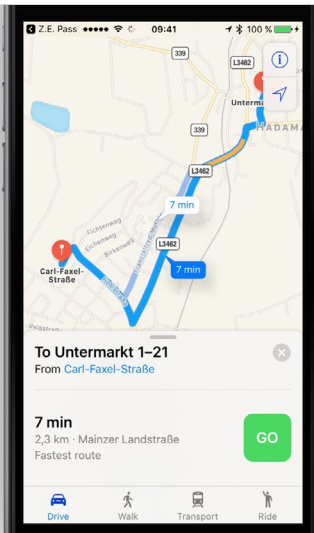 Z.E. Pass 09:41 100 %
339
L3462
Unterma
HADAMA
339
L3462
7 min
Fichtenweg
Eichenweg
Birkenweg
L3462
7 min
Carl-Faxel-
Straße
To Untermarkt 1–21
From Carl-Faxel-Straße
7 min
2,3 km · Mainzer Landstraße
Fastest route
GO
Drive Walk Transport Ride